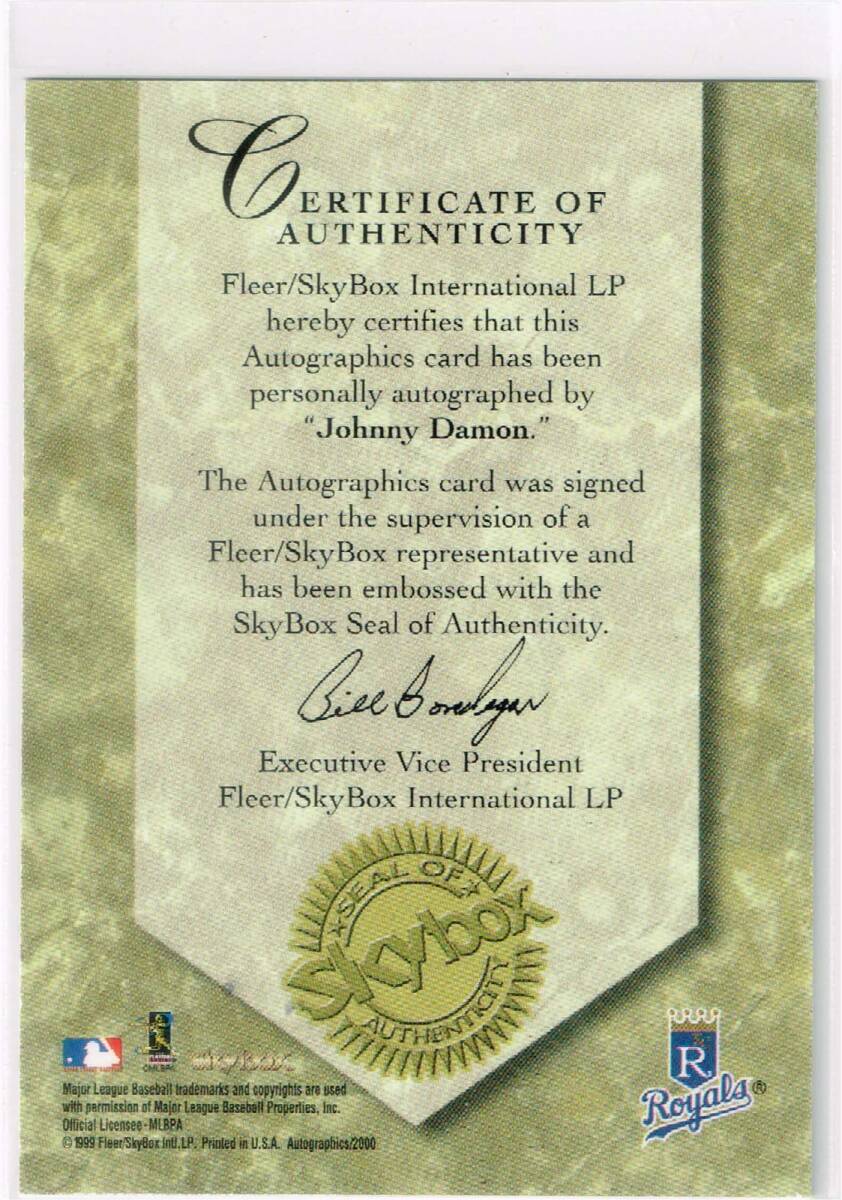 CERTIFICATE OF
AUTHENTICITY
Fleer/SkyBox International LP
hereby certifies that this
Autographics card has been
personally autographed by
“Johnny Damon.”
The Autographics card was signed
under the supervision of a
Fleer/SkyBox representative and
has been embossed with the
SkyBox Seal of Authenticity.
Executive Vice President
Fleer/SkyBox International LP
SEAL OF
Skybox
AUTHENTICITY
skybox
R
Royals®
Major League Baseball trademarks and copyrights are used
with permission of Major League Baseball Properties, Inc.
Official Licensee-MLBPA
©1999 Fleer/SkyBox Intl. LP. Printed in U.S.A. Autographics/2000